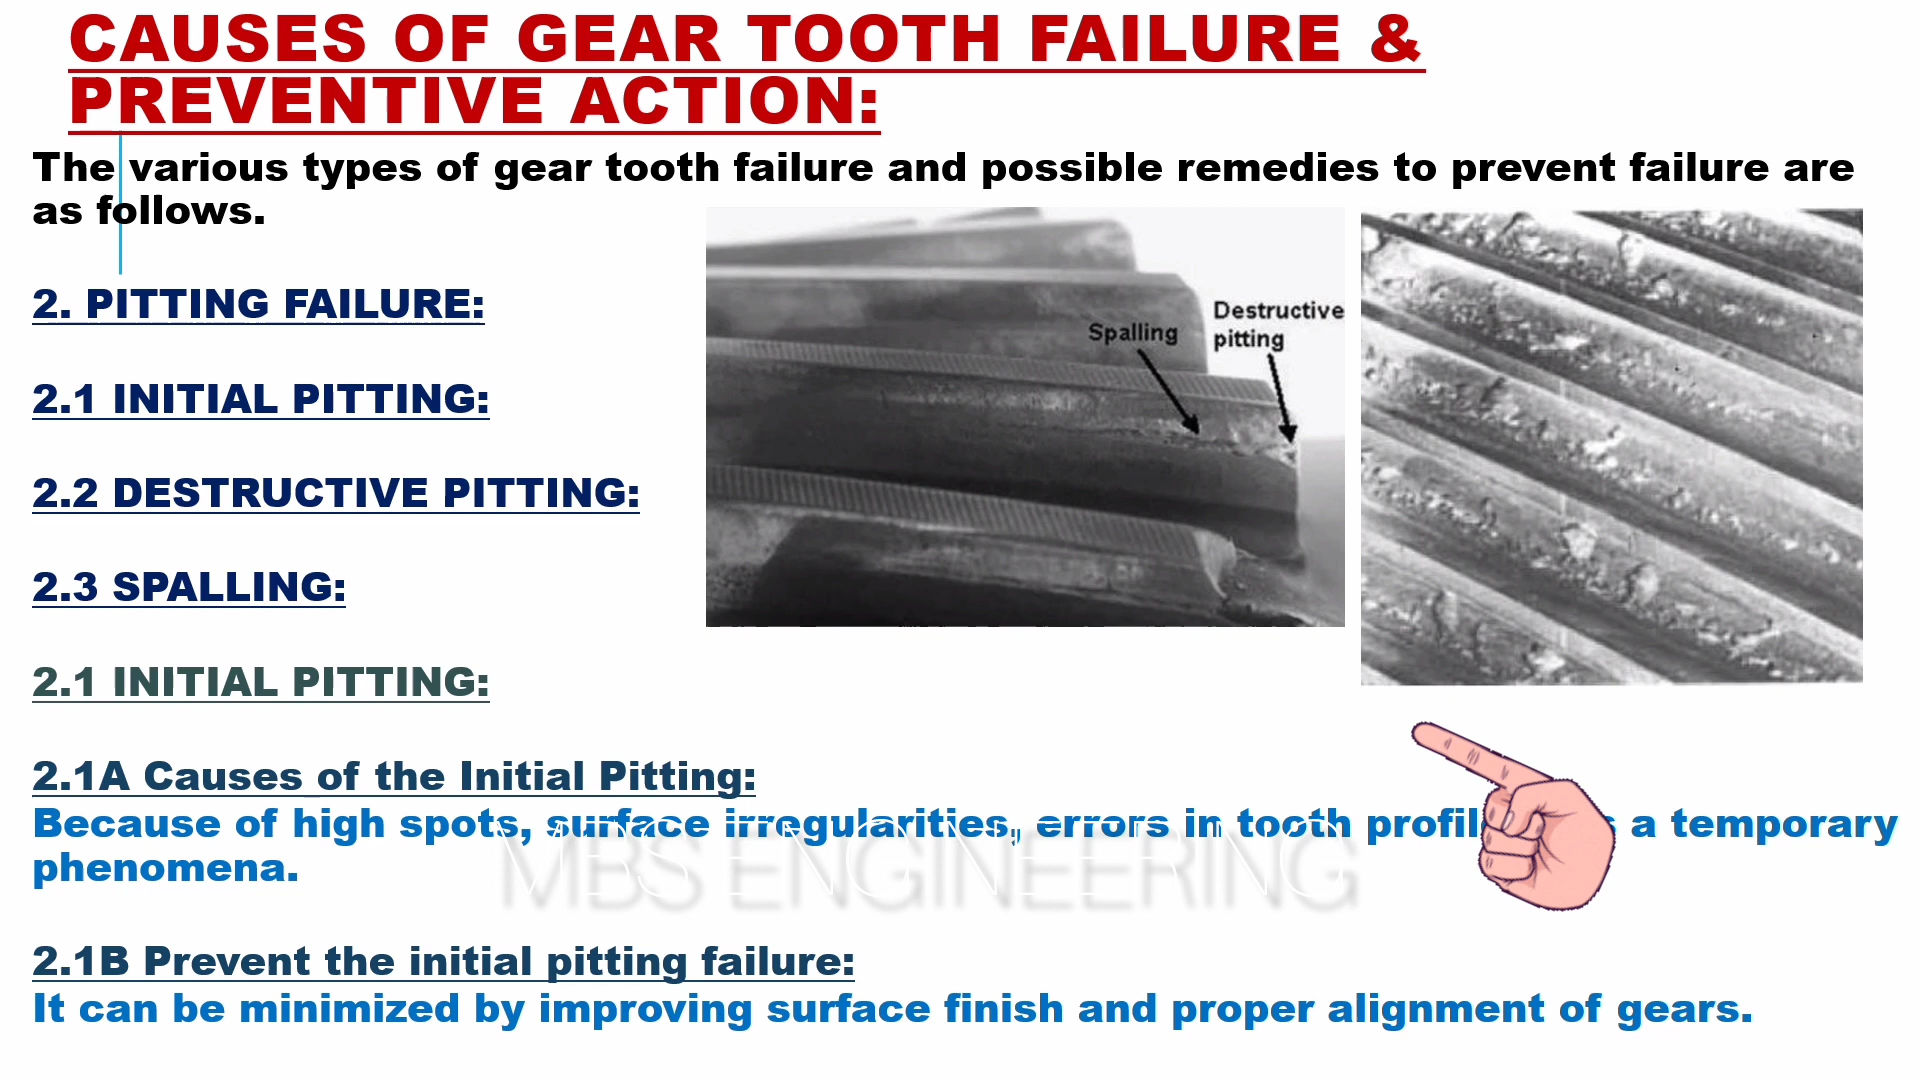 CAUSES OF GEAR TOOTH FAILURE &
PREVENTIVE ACTION:
The various types of gear tooth failure and possible remedies to prevent failure are
as follows.
2. PITTING FAILURE:
Spalling
Destructive
pitting
2.1 INITIAL PITTING:
2.2 DESTRUCTIVE PITTING:
2.3 SPALLING:
2.1 INITIAL PITTING:
2.1A Causes of the Initial Pitting:
Because of high spots, surface irregularities, errors in tooth a temporary
phenomena.
MBS ENGINEERING
2.1B Prevent the initial pitting failure:
It can be minimized by improving surface finish and proper alignment of gears.